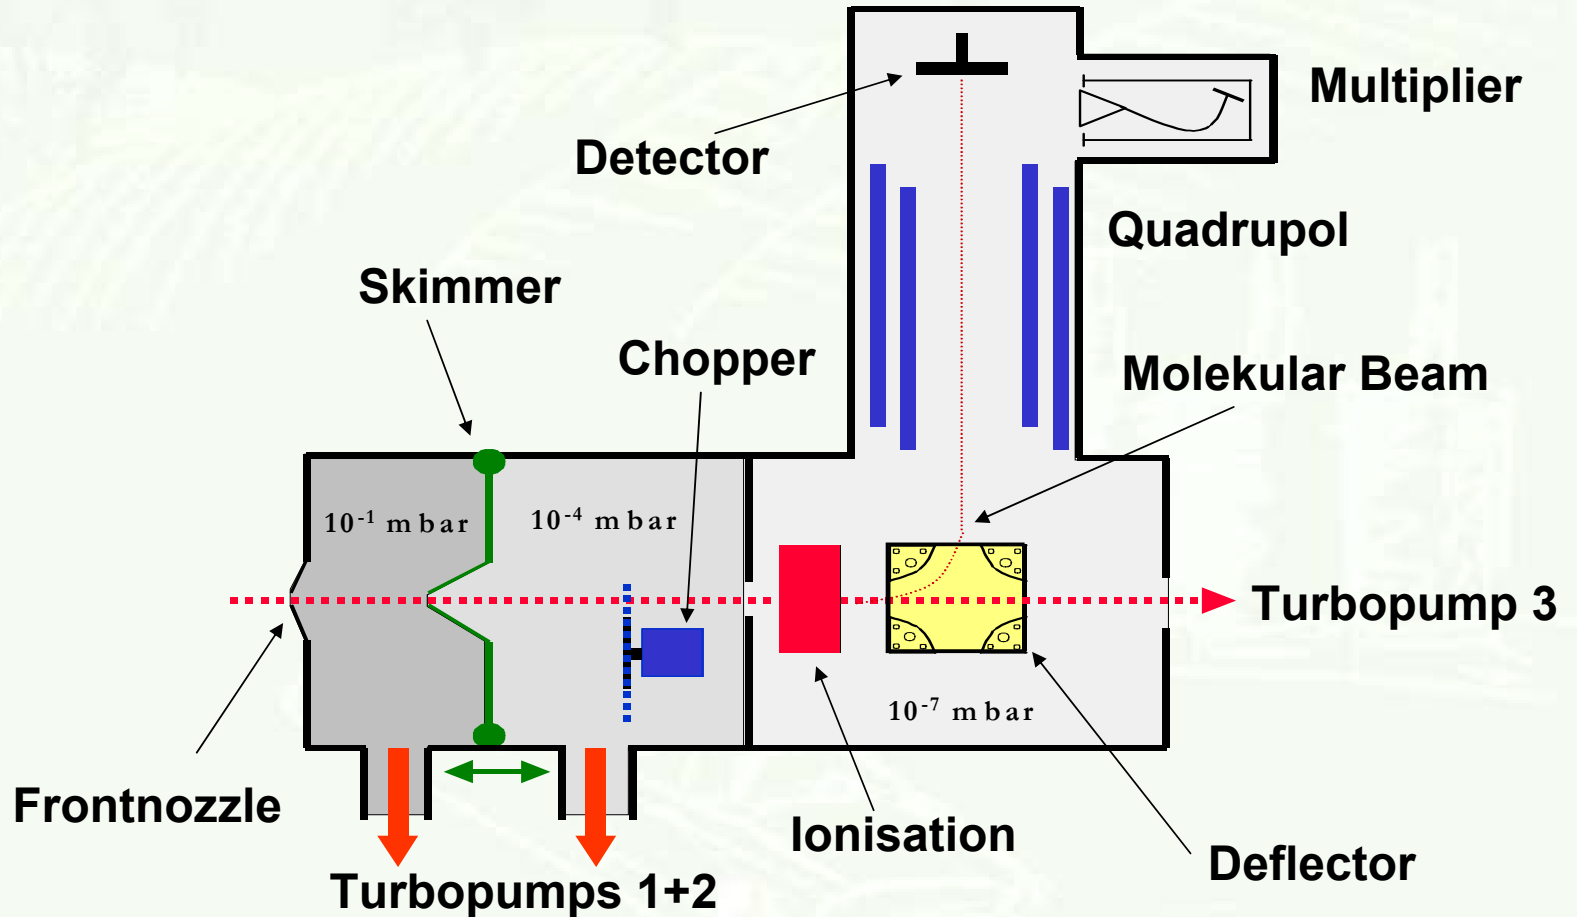 Multiplier
Detector
Quadrupol
Skimmer
Chopper
Molekular Beam
10⁻¹ mbar
10⁻⁴ mbar
Turbopump 3
10⁻⁷ mbar
Frontnozzle
Ionisation
Deflector
Turbopumps 1+2